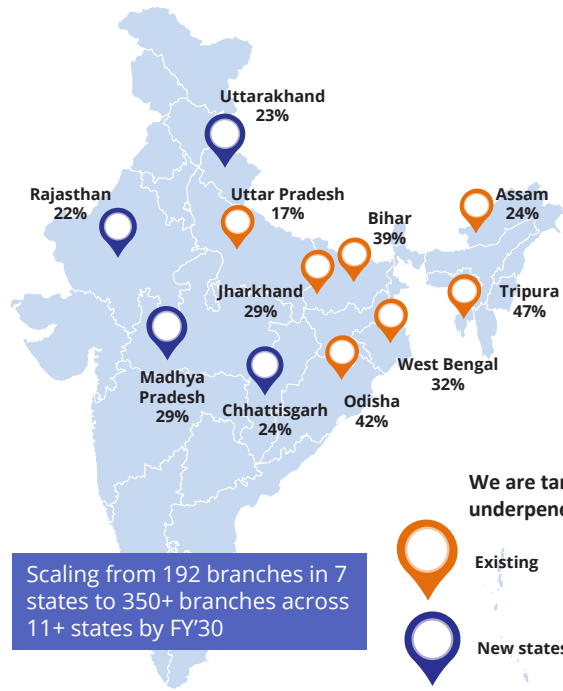 Uttarakhand
23%
Rajasthan
22%
Uttar Pradesh
17%
Bihar
39%
Assam
24%
Jharkhand
29%
Tripura
47%
Madhya
Pradesh
29%
Chhattisgarh
24%
Odisha
42%
West Bengal
32%
We are
Existing
New states
Scaling from 192 branches in 7
states to 350+ branches across
11+ states by FY'30